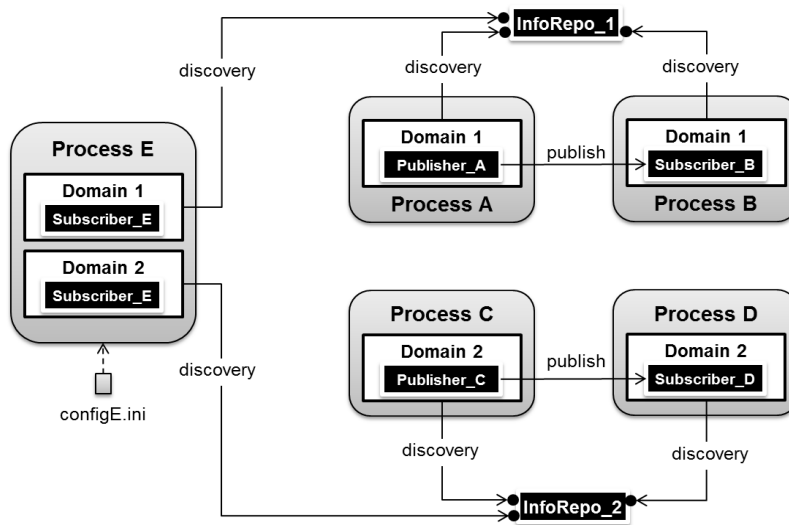 InfoRepo_1
discovery
discovery
discovery
Process E
Domain 1
Subscriber_E
Domain 2
Subscriber_E
configE.ini
Domain 1
Publisher_A
Process A
publish
Domain 1
Subscriber_B
Process B
Process C
Domain 2
Publisher_C
publish
Process D
Domain 2
Subscriber_D
discovery
discovery
discovery
InfoRepo_2